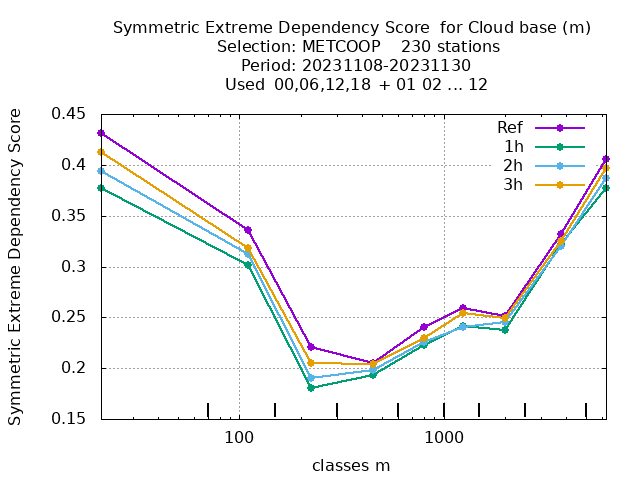 Symmetric Extreme Dependency Score  for Cloud base (m)
Selection: METCOOP    230 stations
Period: 20231108-20231130
Used  00,06,12,18 + 01 02 ... 12
Symmetric Extreme Dependency Score
0.45
0.4
0.35
0.3
0.25
0.2
0.15
Ref
1h
2h
3h
100
1000
classes m